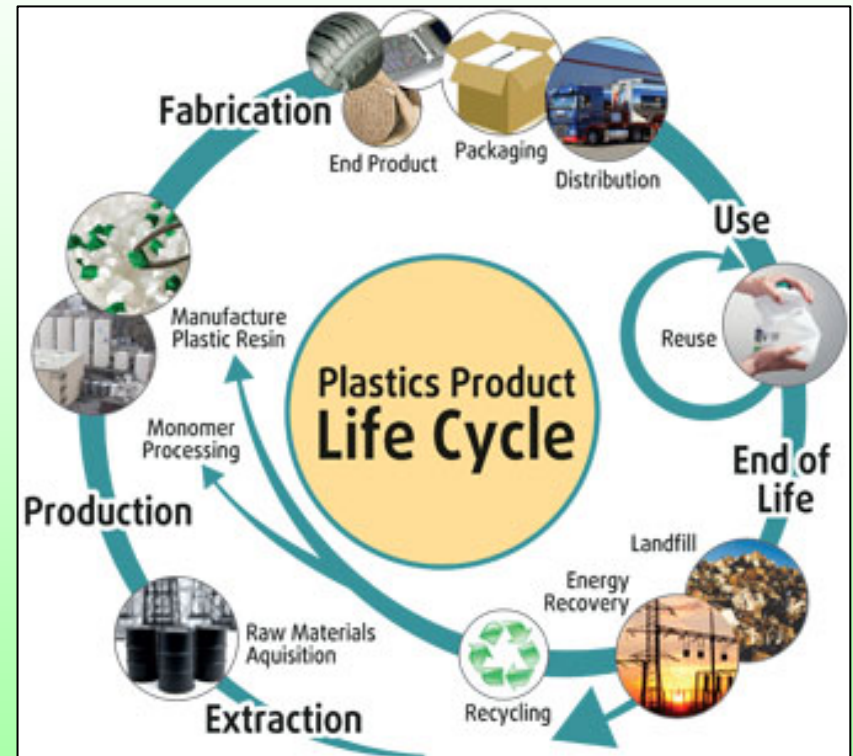 Fabrication
End Product
Packaging
Distribution
Use
Reuse
Manufacture
Plastic Resin
Plastics Product
Life Cycle
Monomer
Processing
End of
Life
Production
Landfill
Energy
Recovery
Raw Materials
Aquisition
Recycling
Extraction